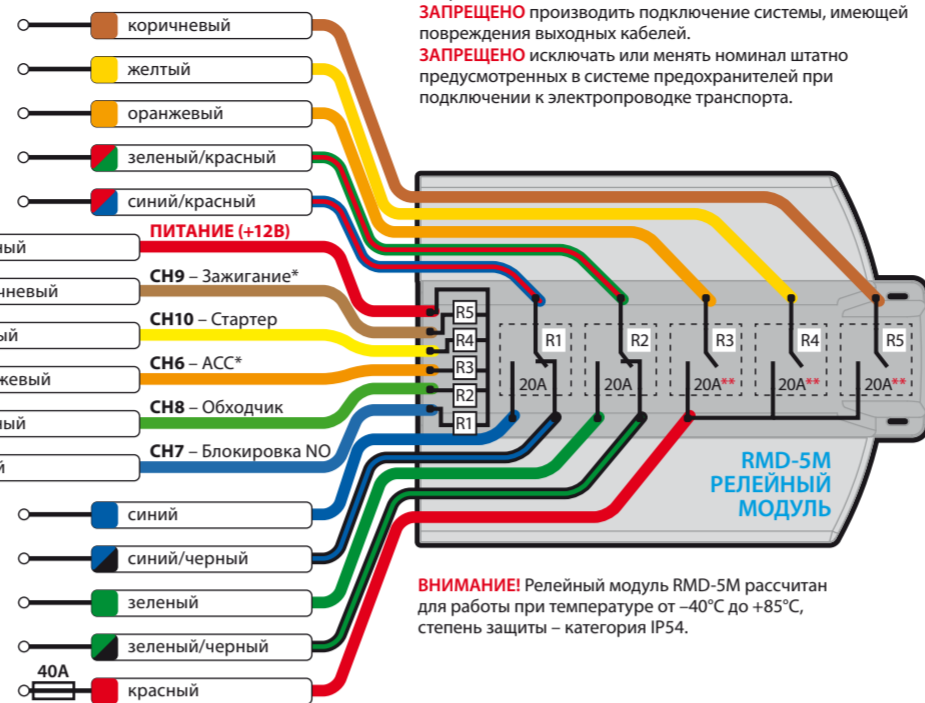 ЗАПРЕЩЕНО производить подключение системы, имеющей
повреждения выходных кабелей.
ЗАПРЕЩЕНО исключать или менять номинал штатно
предусмотренных в системе предохранителей при
подключении к электропроводке транспорта.
коричневый
желтый
оранжевый
зеленый/красный
синий/красный
ПИТАНИЕ (+12В)
CH9 – Зажигание*
CH10 – Стартер
CH6 – ACC*
CH8 – Обходчик
CH7 – Блокировка NO
R5
R4
R3
R2
R1
R1
20A
R2
20A
R3
20A**
R4
20A**
R5
20A**
RMD-5M
РЕЛЕЙНЫЙ
МОДУЛЬ
синий
синий/черный
зеленый
зеленый/черный
40A
красный
ВНИМАНИЕ! Релейный модуль RMD-5M рассчитан
для работы при температуре от –40°C до +85°C,
степень защиты – категория IP54.